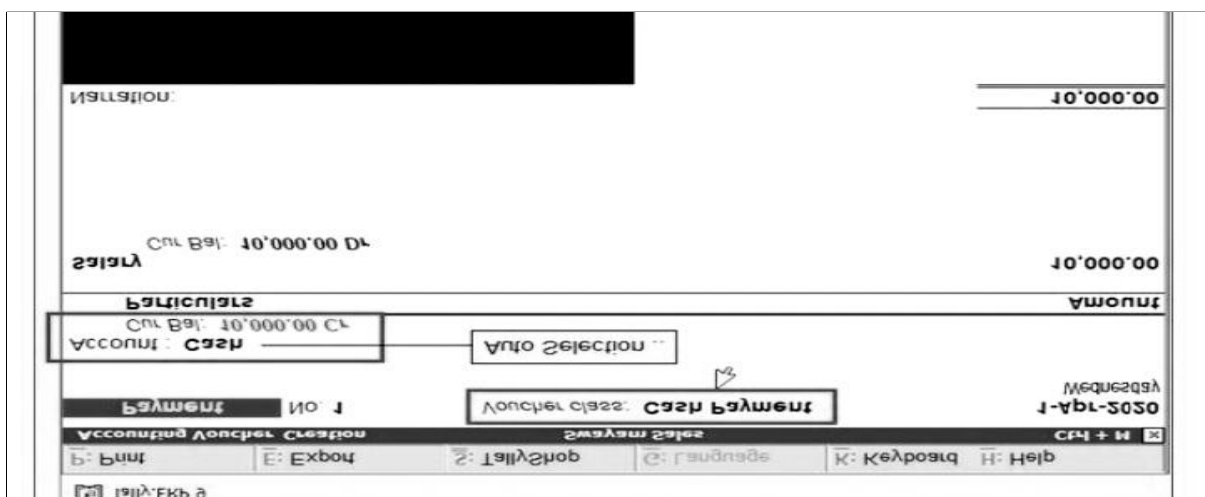 Tally.ERP 9
P: Print E: Export S: TallyShop G: Language K: Keyboard H: Help
Accounting Voucher Creation Swayam Sales Ctrl + M
Payment No. 1 Voucher class: Cash Payment 1-Apr-2020
Wednesday
Account : Cash Auto Selection ..
Cur Bal: 10,000.00 Cr
Particulars Amount
Salary 10,000.00
Cur Bal: 10,000.00 Dr
Narration: 10,000.00